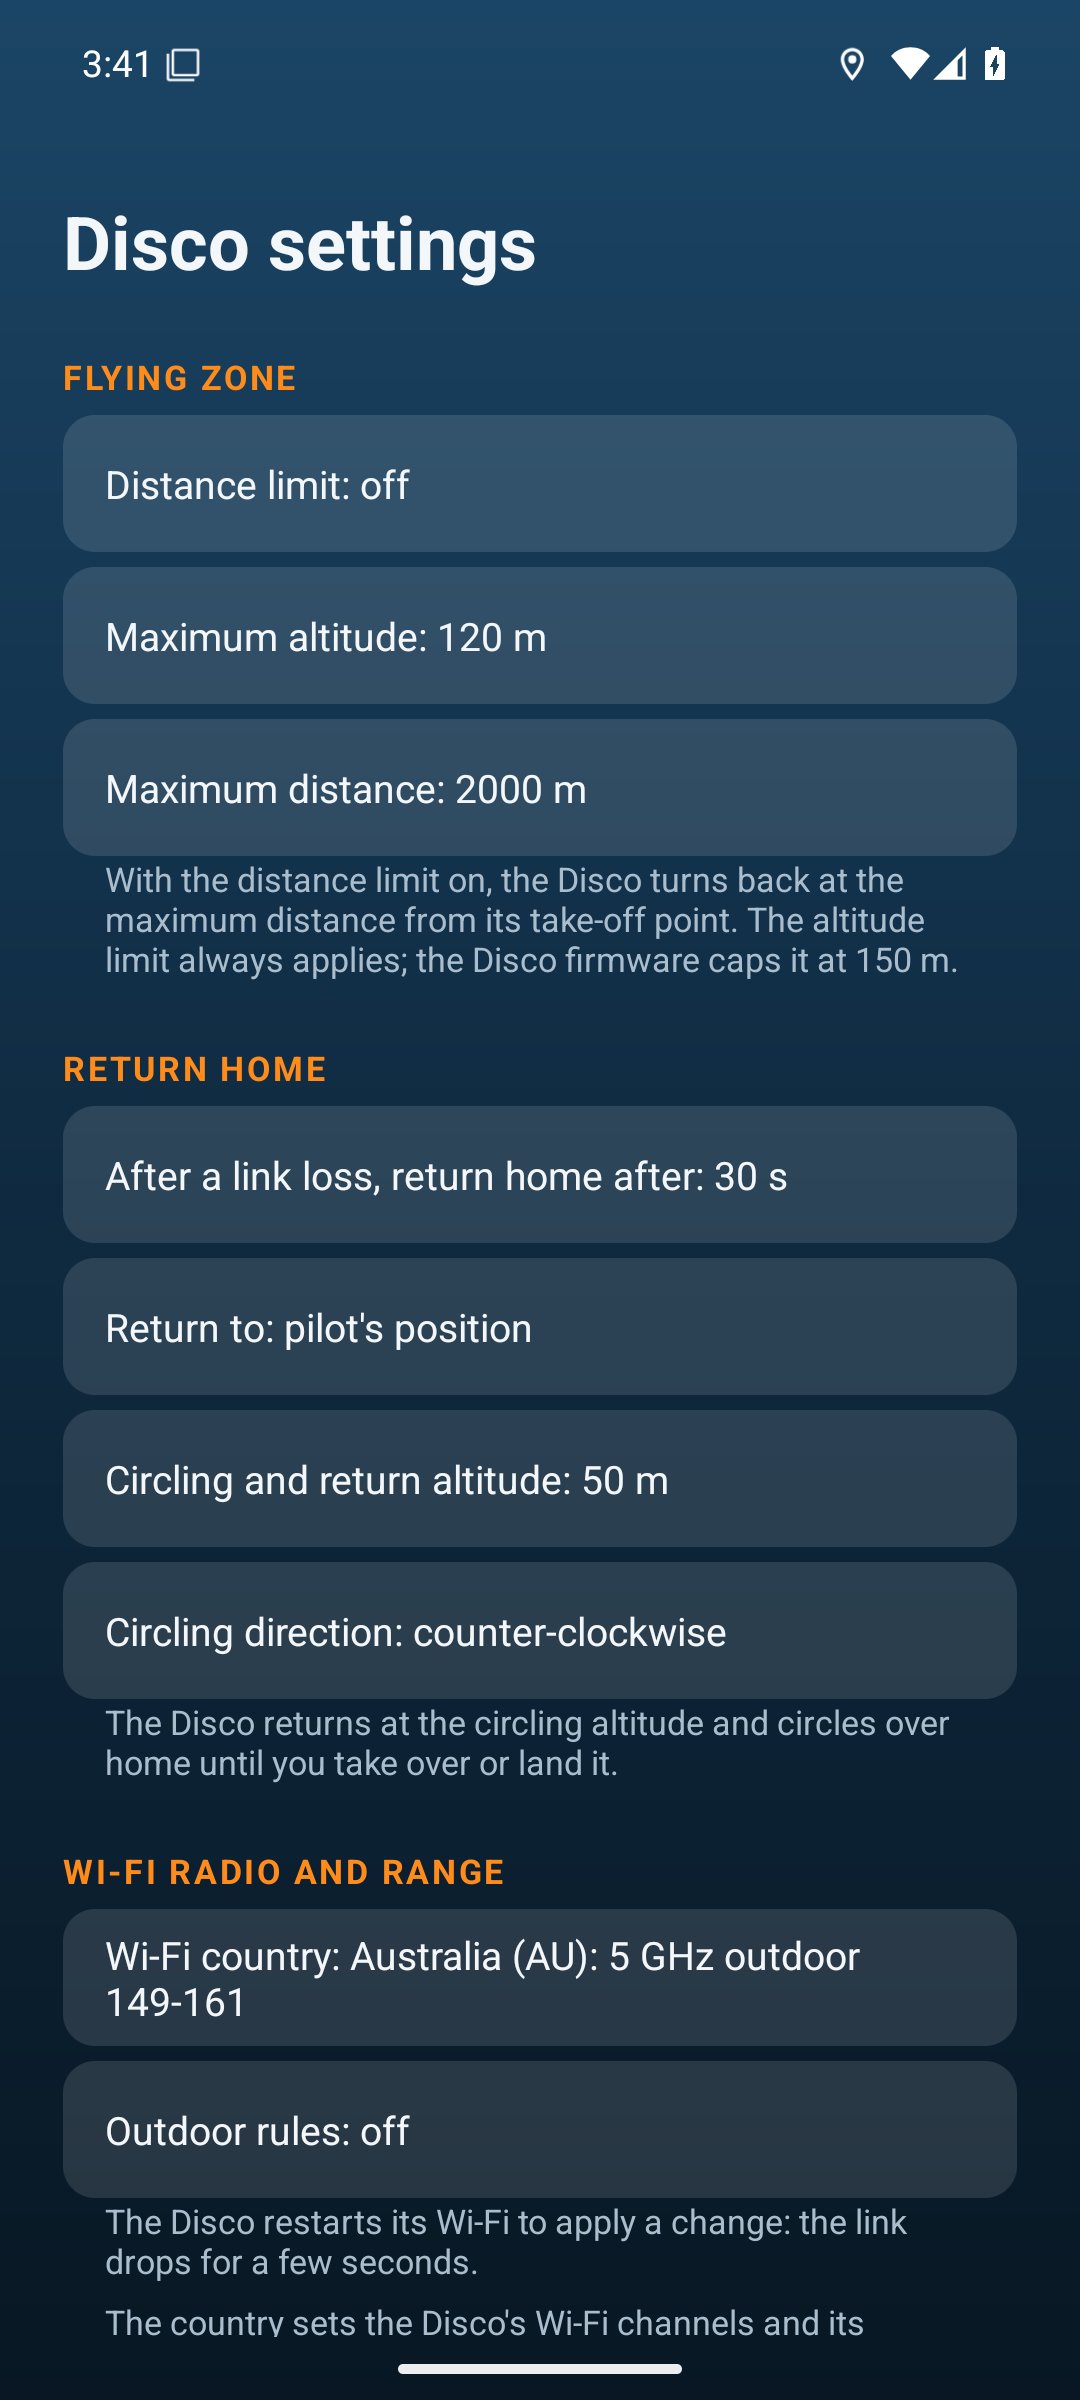 3:41
Disco settings
FLYING ZONE
Distance limit: off
Maximum altitude: 120 m
Maximum distance: 2000 m
With the distance limit on, the Disco turns back at the
maximum distance from its take-off point. The altitude
limit always applies; the Disco firmware caps it at 150 m.
RETURN HOME
After a link loss, return home after: 30 s
Return to: pilot's position
Circling and return altitude: 50 m
Circling direction: counter-clockwise
The Disco returns at the circling altitude and circles over
home until you take over or land it.
WI-FI RADIO AND RANGE
Wi-Fi country: Australia (AU): 5 GHz outdoor
149-161
Outdoor rules: off
The Disco restarts its Wi-Fi to apply a change: the link
drops for a few seconds.
The country sets the Disco's Wi-Fi channels and its